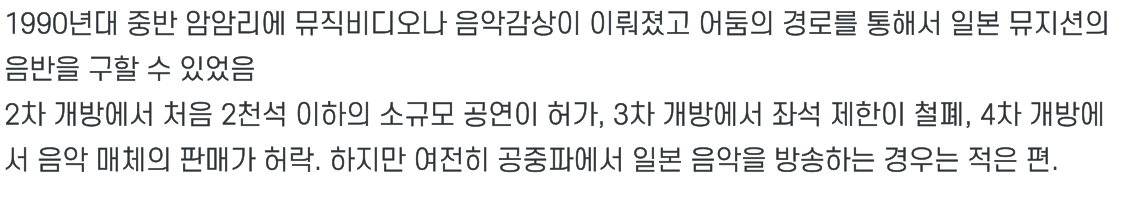 1990년대 중반 암암리에 뮤직비디오나 음악감상이 이뤄졌고 어둠의 경로를 통해서 일본 뮤지션의
음반을 구할 수 있었음
2차 개방에서 처음 2천석 이하의 소규모 공연이 허가, 3차 개방에서 좌석 제한이 철폐, 4차 개방에
서 음악 매체의 판매가 허락. 하지만 여전히 공중파에서 일본 음악을 방송하는 경우는 적은 편.